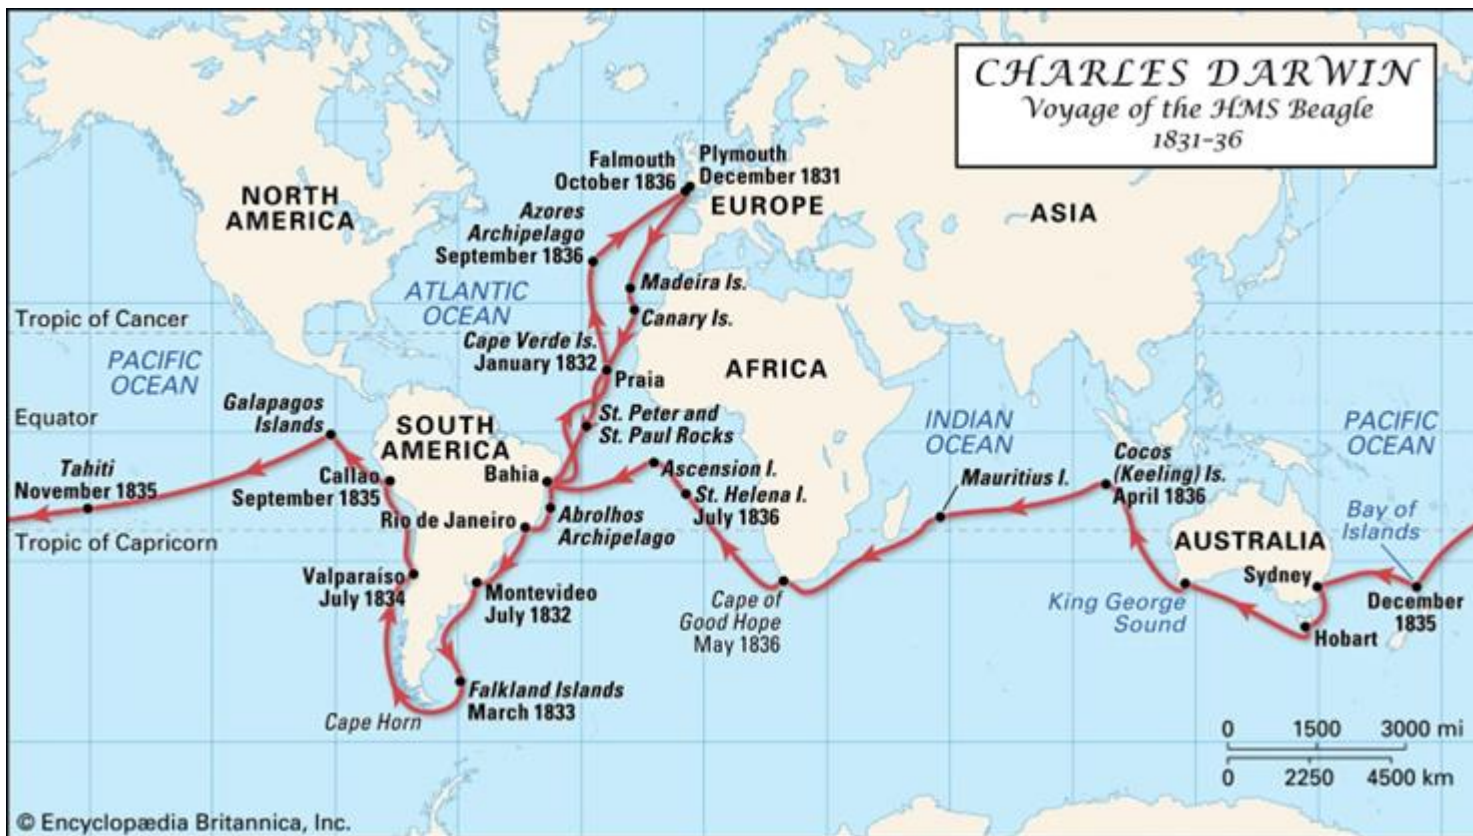 CHARLES DARWIN
Voyage of the HMS Beagle
1831–36
Falmouth
October 1836
Plymouth
December 1831
NORTH
AMERICA
EUROPE
ASIA
Azores
Archipelago
September 1836
ATLANTIC
OCEAN
Madeira Is.
Canary Is.
Tropic of Cancer
Cape Verde Is.
January 1832
PACIFIC
OCEAN
AFRICA
Praia
Galapagos
Islands
Equator
SOUTH
AMERICA
St. Peter and
St. Paul Rocks
INDIAN
OCEAN
PACIFIC
OCEAN
Tahiti
November 1835
Callao
September 1835
Bahia
Ascension I.
St. Helena I.
July 1836
Mauritius I.
Cocos
(Keeling) Is.
April 1836
Rio de Janeiro
Abrolhos
Archipelago
Bay of
Islands
Tropic of Capricorn
AUSTRALIA
Valparaíso
July 1834
Montevideo
July 1832
Sydney
Cape of
Good Hope
May 1836
King George
Sound
December
1835
Hobart
Falkland Islands
March 1833
Cape Horn
0 1500 3000 mi
0 2250 4500 km
© Encyclopædia Britannica, Inc.